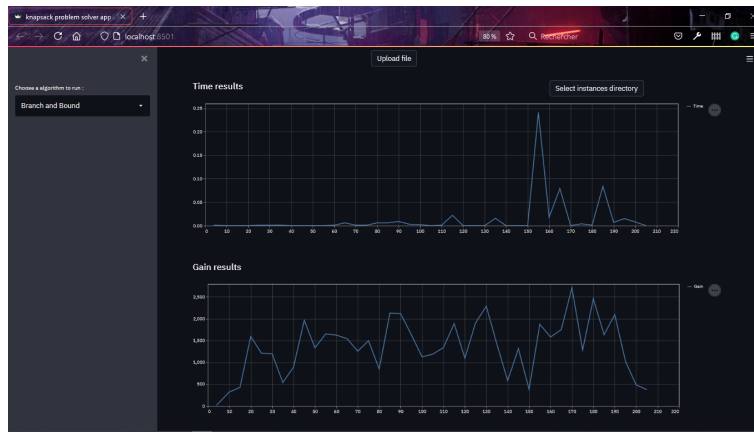 knapsack problem solver app
localhost:8501
80 %
Rechercher
Upload file
Choose a algorithm to run :
Branch and Bound
Time results
Select instances directory
0.25
0.20
0.15
0.10
0.05
0.00
0 10 20 30 40 50 60 70 80 90 100 110 120 130 140 150 160 170 180 190 200 210 220
Time
Gain results
2,500
2,000
1,500
1,000
500
0
0 10 20 30 40 50 60 70 80 90 100 110 120 130 140 150 160 170 180 190 200 210 220
Gain